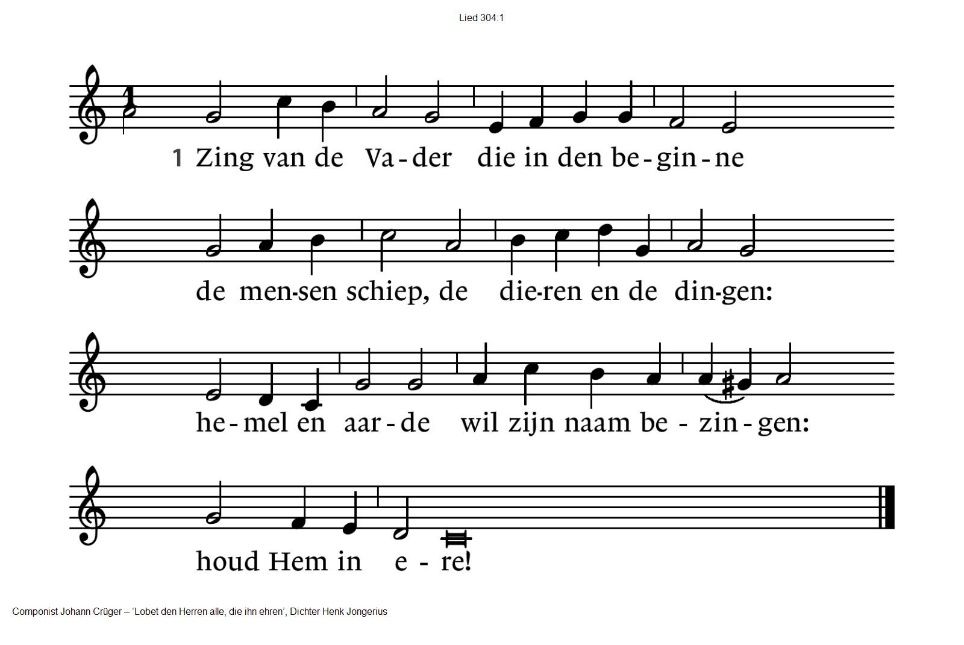 Lied 304:1
1
1 Zing van de Va - der die in den be - gin - ne
de men-sen schiep, de die-ren en de din-gen:
he - mel en aar - de wil zijn naam be - zin - gen:
houd Hem in e - re!
Componist Johann Crüger – 'Lobet den Herren alle, die ihn ehren', Dichter Henk Jongerius